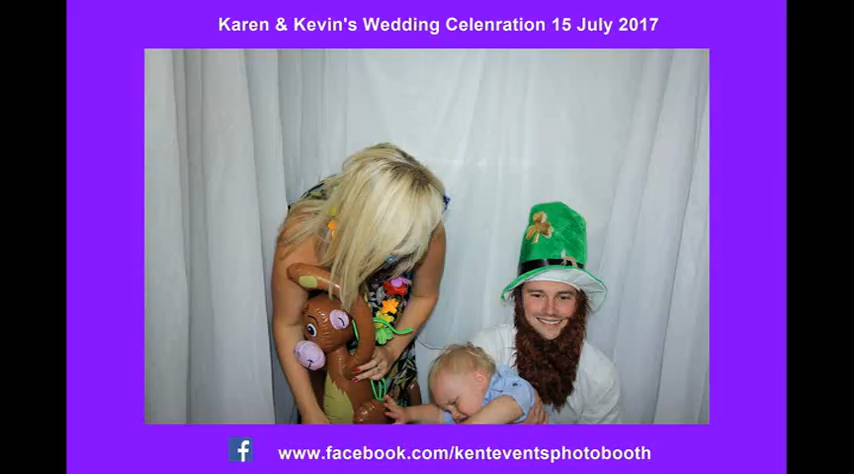 Karen & Kevin's Wedding Celenration 15 July 2017
f www.facebook.com/kenteventsphotobooth